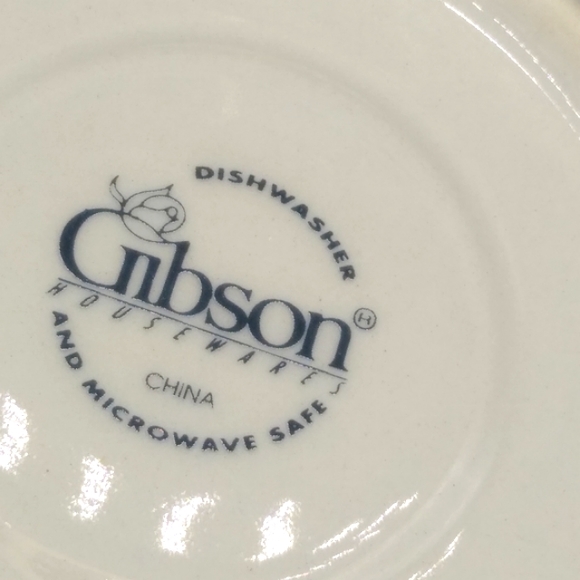 DISHWASHER
Gibson
HOUSEWARES
CHINA
AND MICROWAVE SAFE